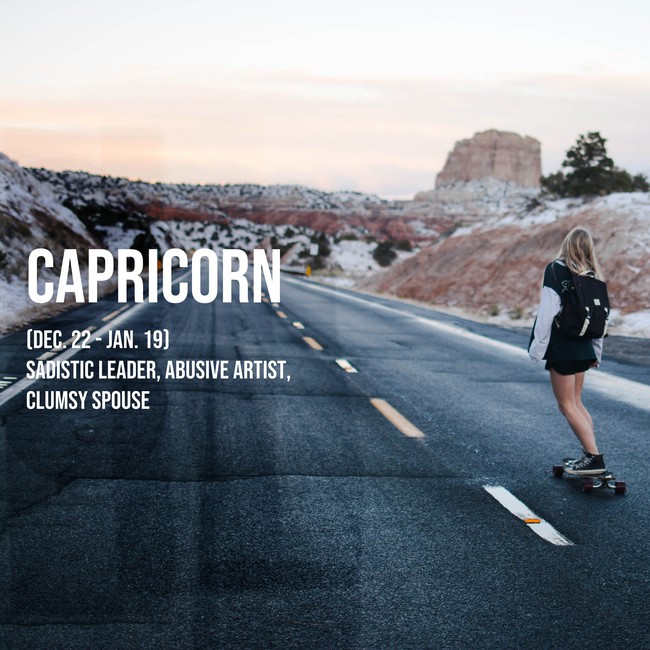 CAPRICORN
(DEC. 22 - JAN. 19)
SADISTIC LEADER, ABUSIVE ARTIST,
CLUMSY SPOUSE